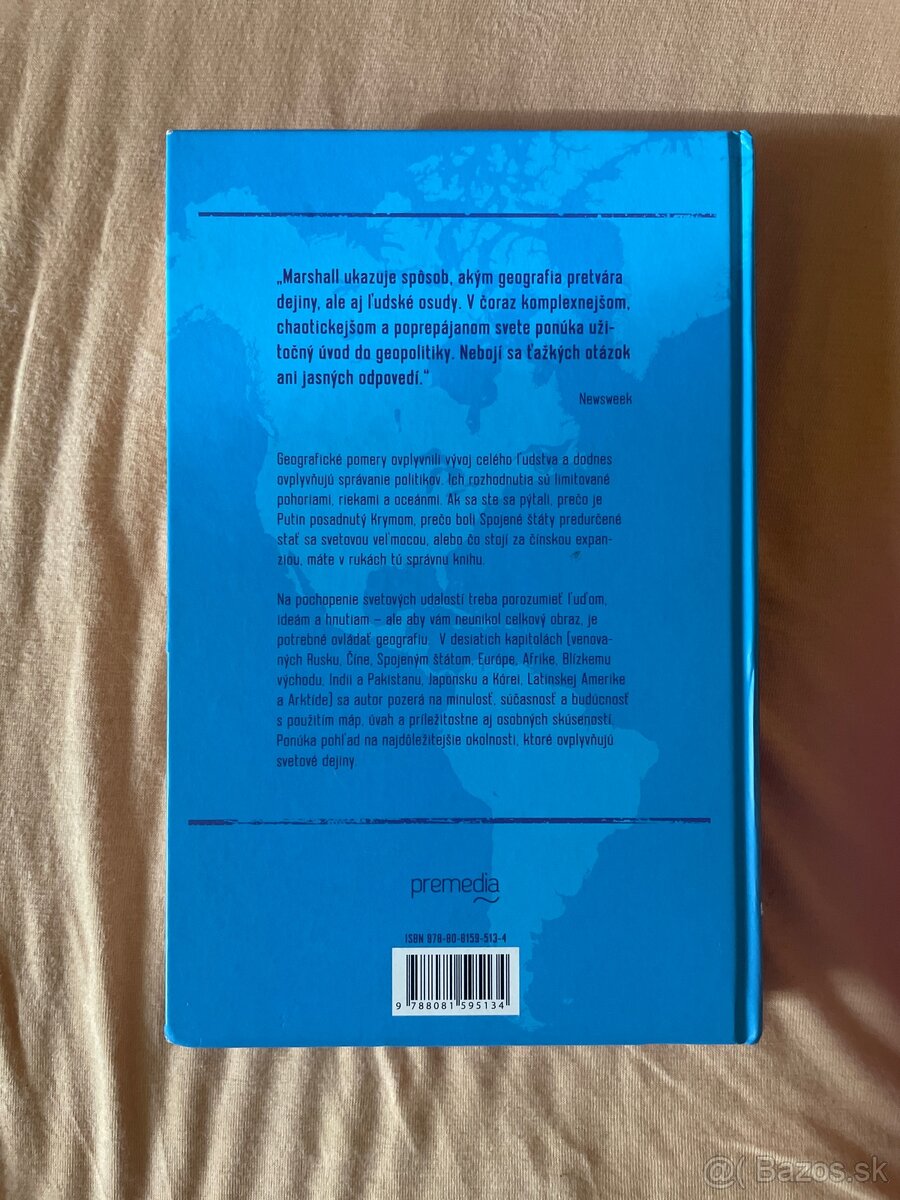 „Marshall ukazuje spôsob, akým geografia pretvára
dejiny, ale aj ľudské osudy. V čoraz komplexnejšom,
chaotickejšom a poprepájanom svete ponúka uži-
točný úvod do geopolitiky. Nebojí sa ťažkých otázok
ani jasných odpovedí.“
Newsweek
Geografické pomery ovplyvnili vývoj celého ľudstva a dodnes
ovplyvňujú správanie politikov. Ich rozhodnutia sú limitované
pohoriami, riekami a oceánmi. Ak sa ste sa pýtali, prečo je
Putin posadnutý Krymom, prečo boli Spojené štáty predurčené
stať sa svetovou veľmocou, alebo čo stojí za čínskou expan-
ziou, máte v rukách tú správnu knihu.
Na pochopenie svetových udalostí treba porozumieť ľuďom,
ideám a hnutiam – ale aby vám neunikol celkový obraz, je
potrebné ovládať geografiu. V desiatich kapitolách (venova-
ných Rusku, Číne, Spojeným štátom, Európe, Afrike, Blízkemu
východu, Indii a Pakistanu, Japonsku a Kórei, Latinskej Amerike
a Arktíde) sa autor pozerá na minulosť, súčasnosť a budúcnosť
s použitím máp, úvah a príležitostne aj osobných skúseností.
Ponúka pohľad na najdôležitejšie okolnosti, ktoré ovplyvňujú
svetové dejiny.
premedia
ISBN 978-80-8159-513-4
9 788081 595134
@( Bazos.sk